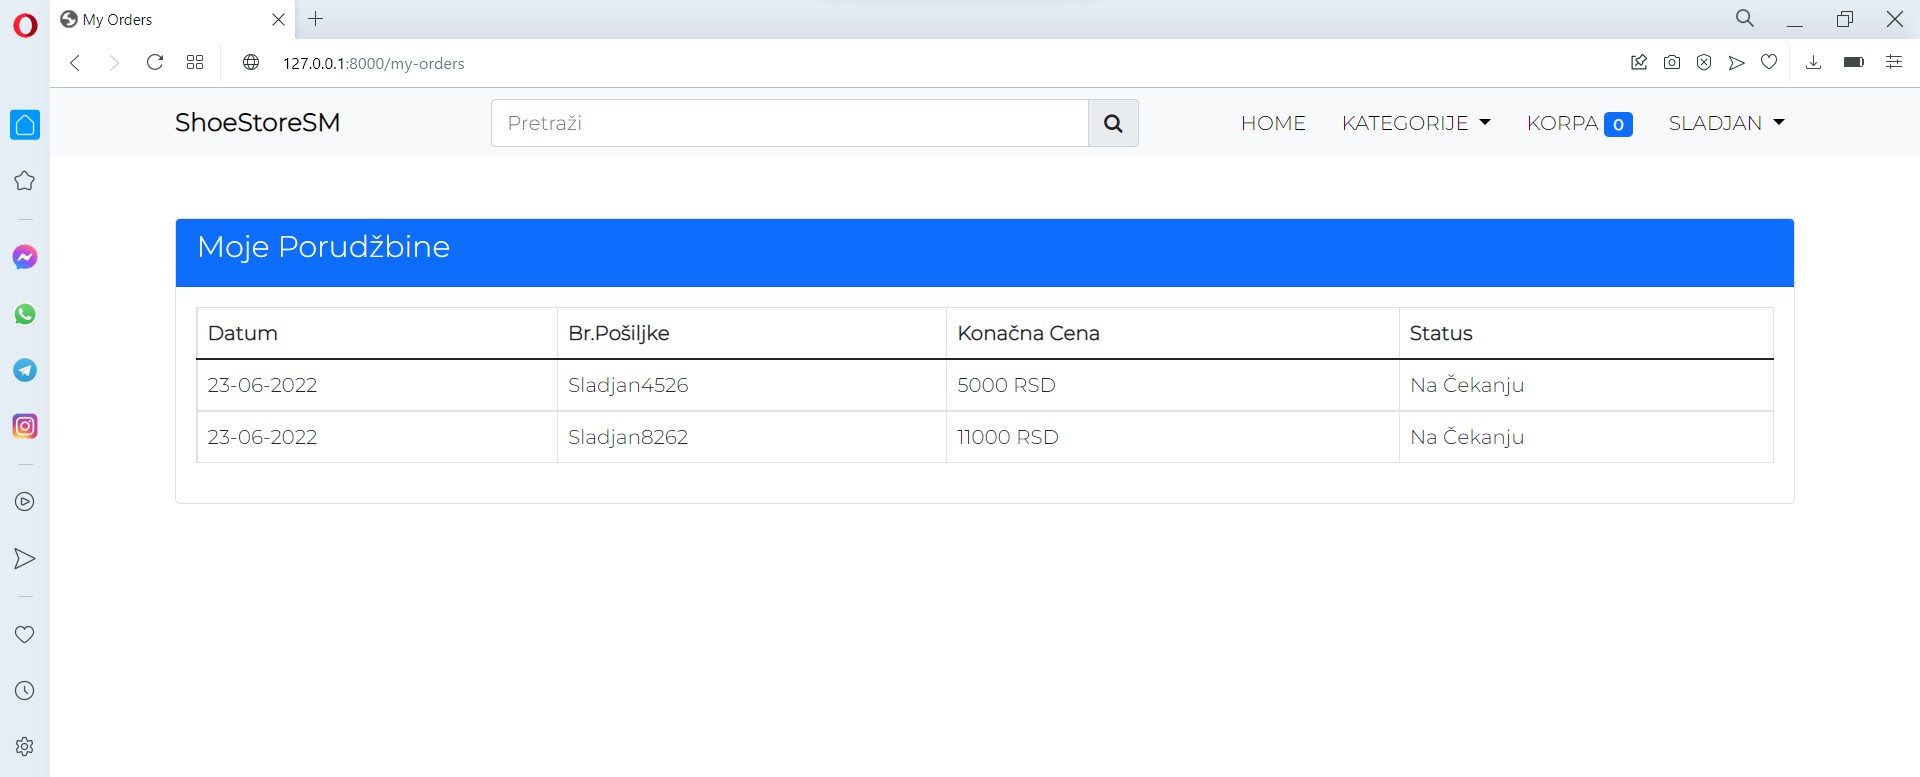 My Orders
127.0.0.1:8000/my-orders
ShoeStoreSM
Pretraži
HOME
KATEGORIJE
KORPA 0
SLADJAN
Moje Porudžbine
Datum Br.Pošiljke Konačna Cena Status
23-06-2022 Sladjan4526 5000 RSD Na Čekanju
23-06-2022 Sladjan8262 11000 RSD Na Čekanju